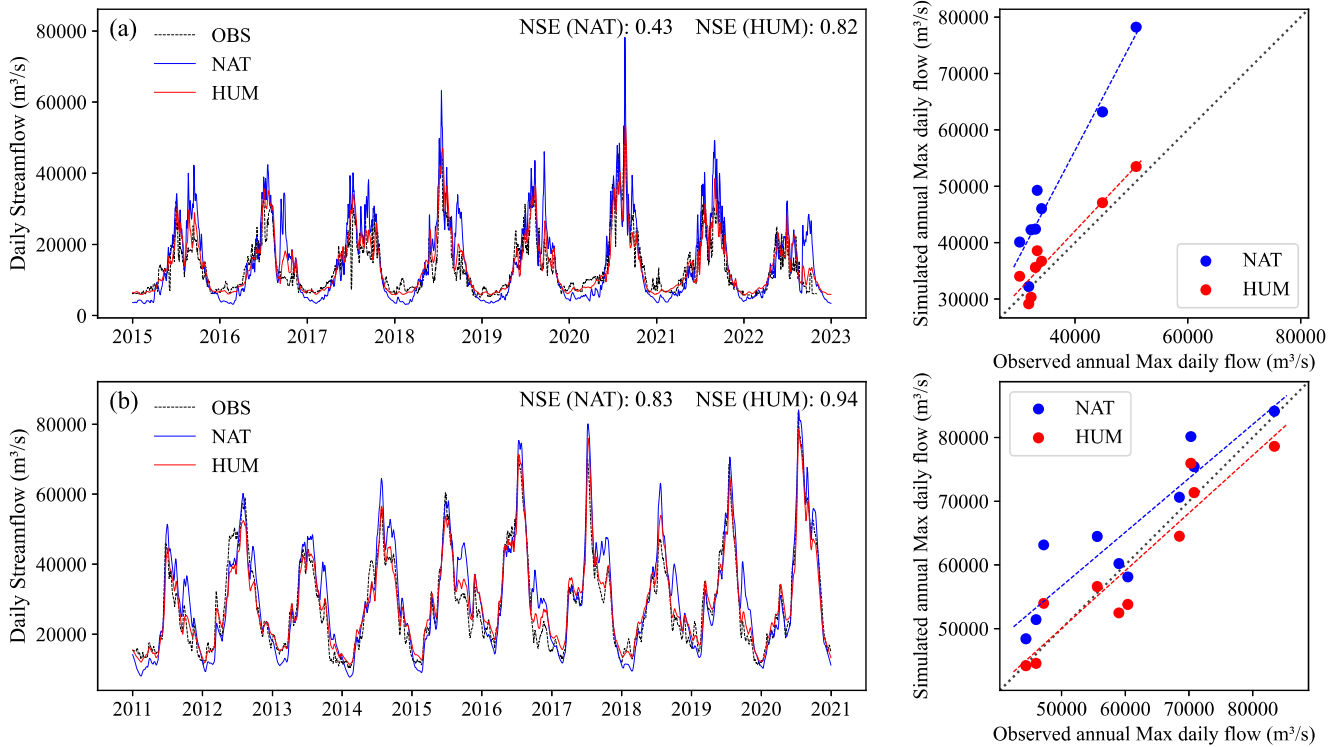 (a)
NSE (NAT): 0.43 NSE (HUM): 0.82
OBS
NAT
HUM
Daily Streamflow (m³/s)
80000
60000
40000
20000
0
2015 2016 2017 2018 2019 2020 2021 2022 2023
Simulated annual Max daily flow (m³/s)
80000
70000
60000
50000
40000
30000
NAT
HUM
40000 60000 80000
Observed annual Max daily flow (m³/s)
(b)
NSE (NAT): 0.83 NSE (HUM): 0.94
OBS
NAT
HUM
Daily Streamflow (m³/s)
80000
60000
40000
20000
2011 2012 2013 2014 2015 2016 2017 2018 2019 2020 2021
Simulated annual Max daily flow (m³/s)
NAT
HUM
80000
70000
60000
50000
50000 60000 70000 80000
Observed annual Max daily flow (m³/s)